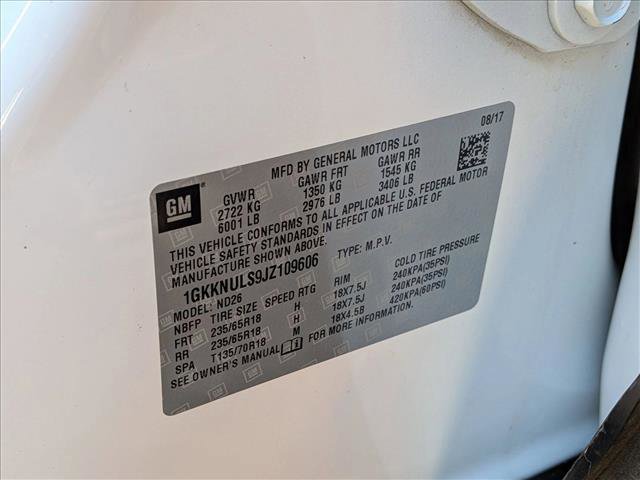 MFD BY GENERAL MOTORS LLC 08/17
GM GVWR GAWR FRT GAWR RR
2722 KG 1350 KG 1545 KG
6001 LB 2976 LB 3406 LB
THIS VEHICLE CONFORMS TO ALL APPLICABLE U.S. FEDERAL MOTOR
VEHICLE SAFETY STANDARDS IN EFFECT ON THE DATE OF
MANUFACTURE SHOWN ABOVE.
1GKKNULS9JZ109606 TYPE: M.P.V.
MODEL: NND26
NBFP TIRE SIZE SPEED RTG RIM COLD TIRE PRESSURE
FRT 235/65R18 H 18X7.5J 240KPA(35PSI)
RR 235/65R18 H 18X7.5J 240KPA(35PSI)
SPA T135/70R18 M 18X4.5B 420KPA(60PSI)
SEE OWNER'S MANUAL FOR MORE INFORMATION.